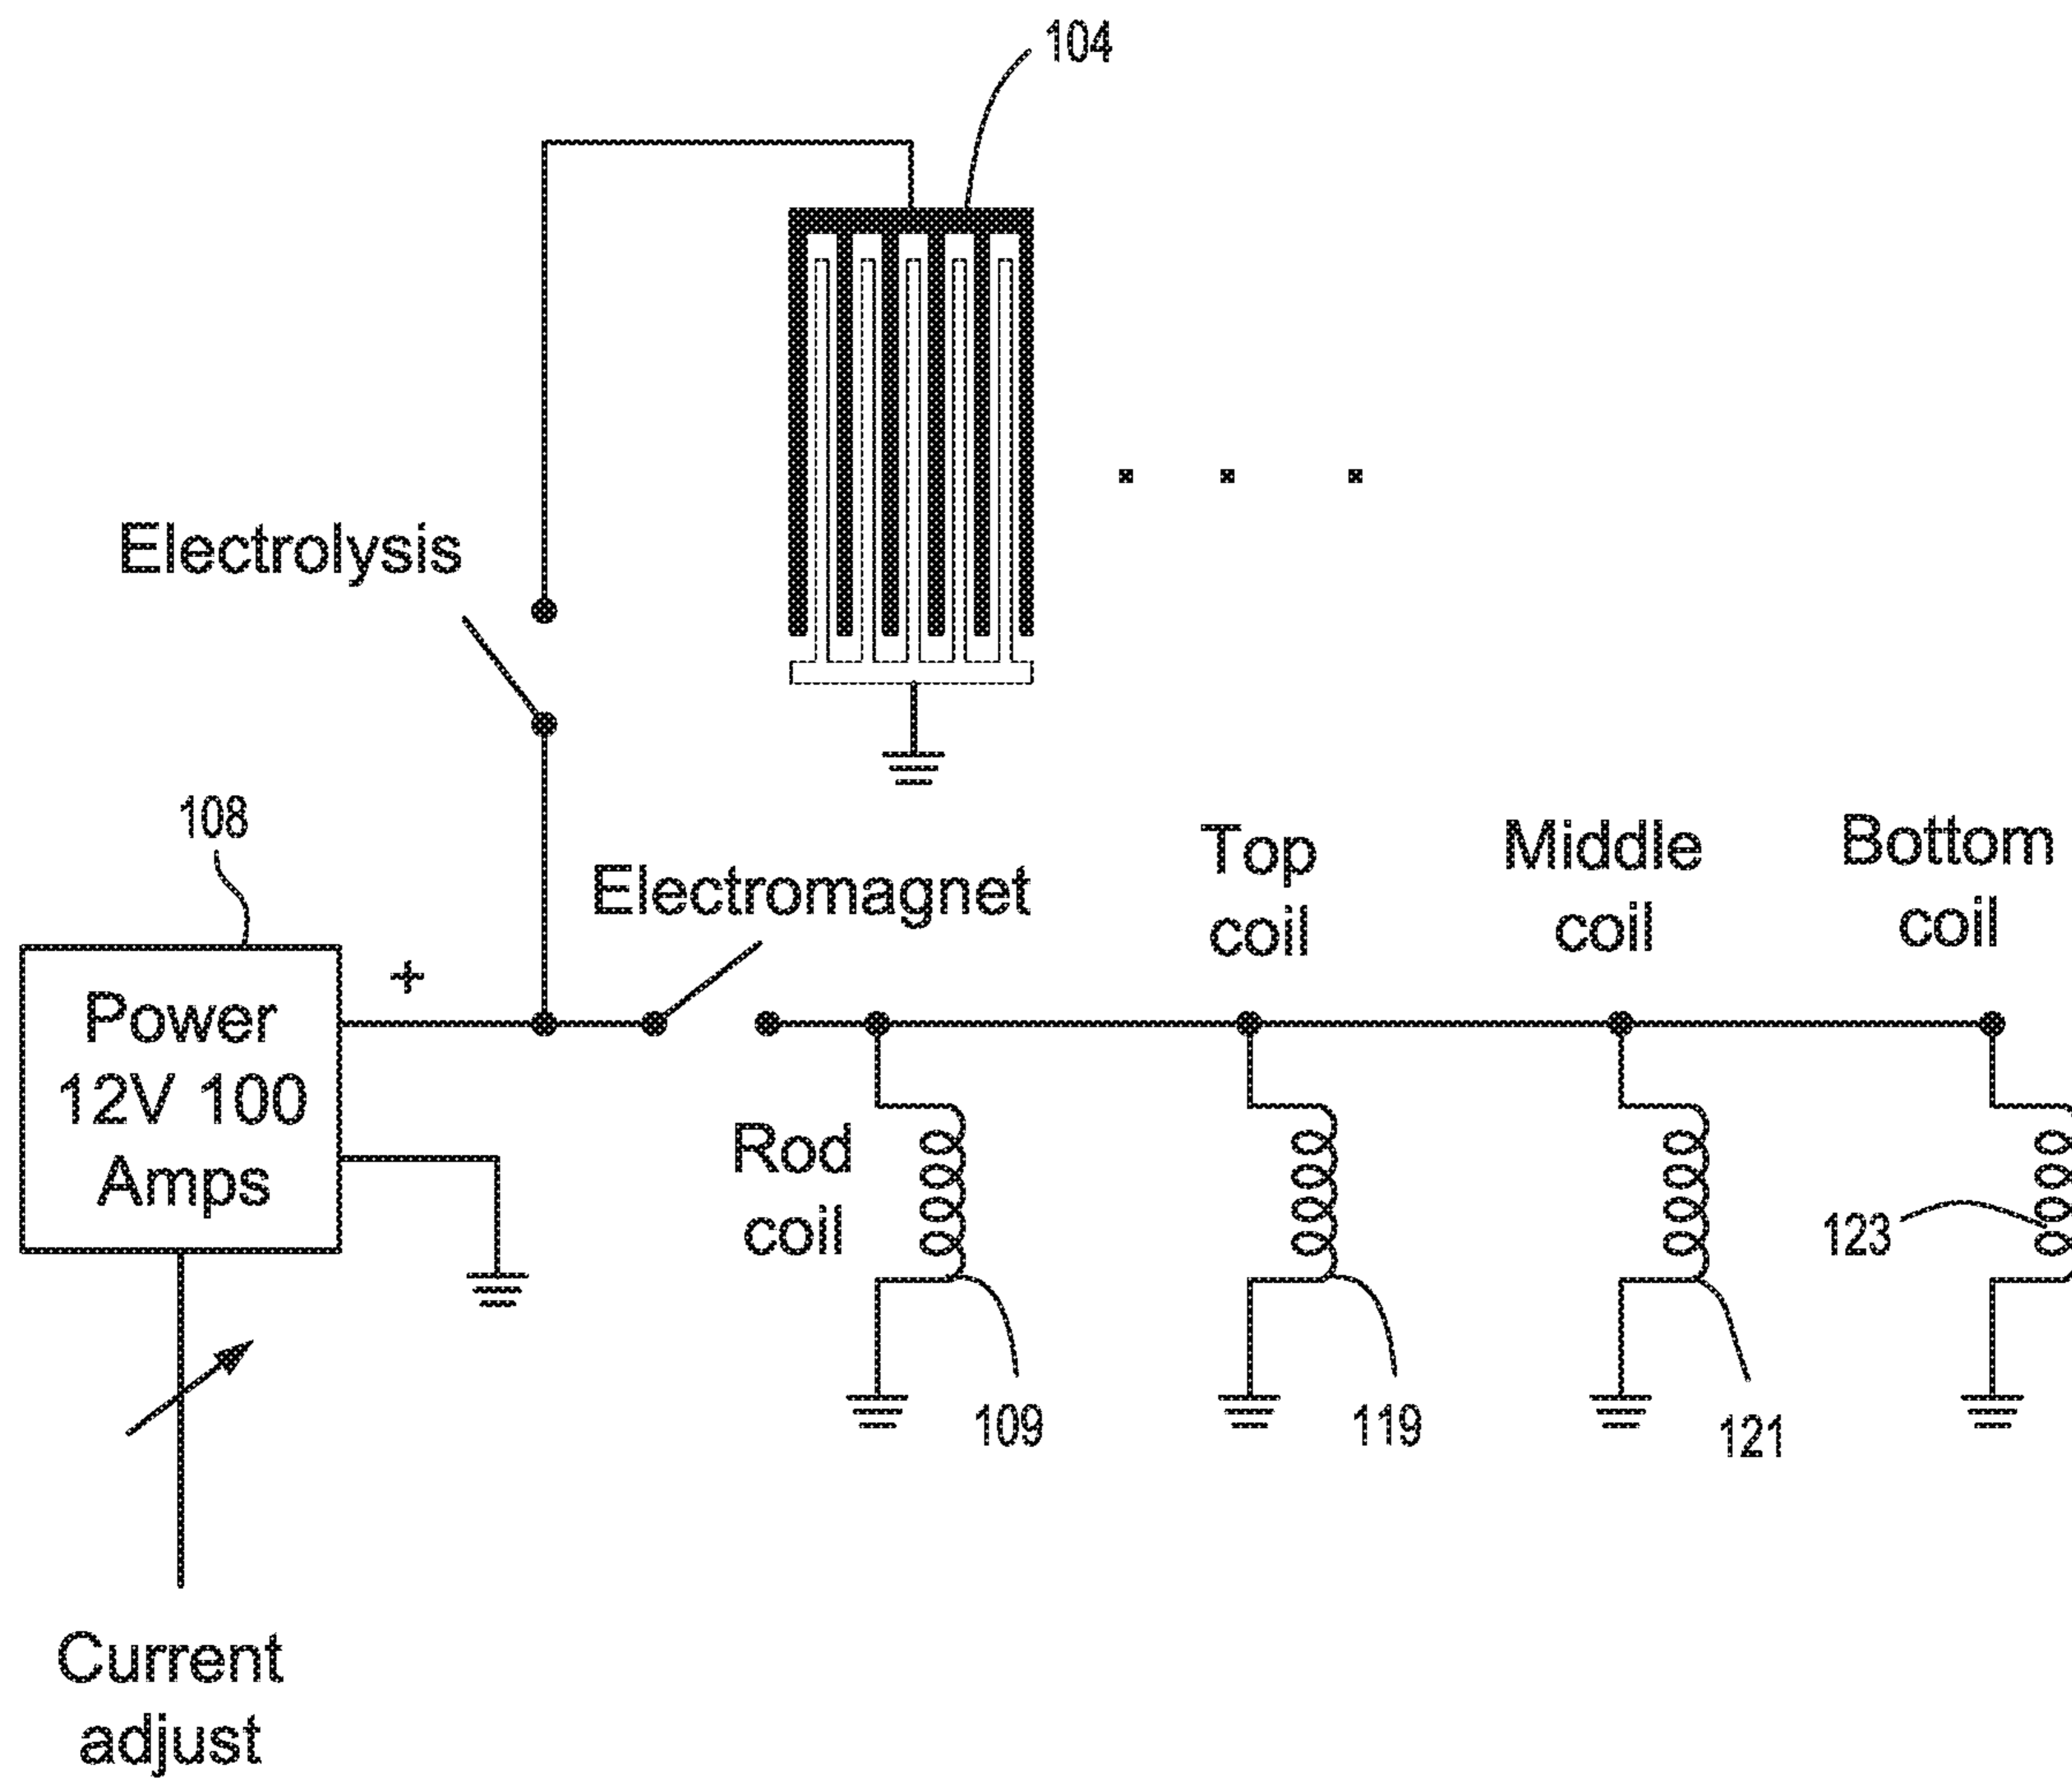 104
Electrolysis
108
Electromagnet
Top
coil
Middle
coil
Bottom
coil
+
Power
12V 100
Amps
Rod
coil
123
109
119
121
Current
adjust